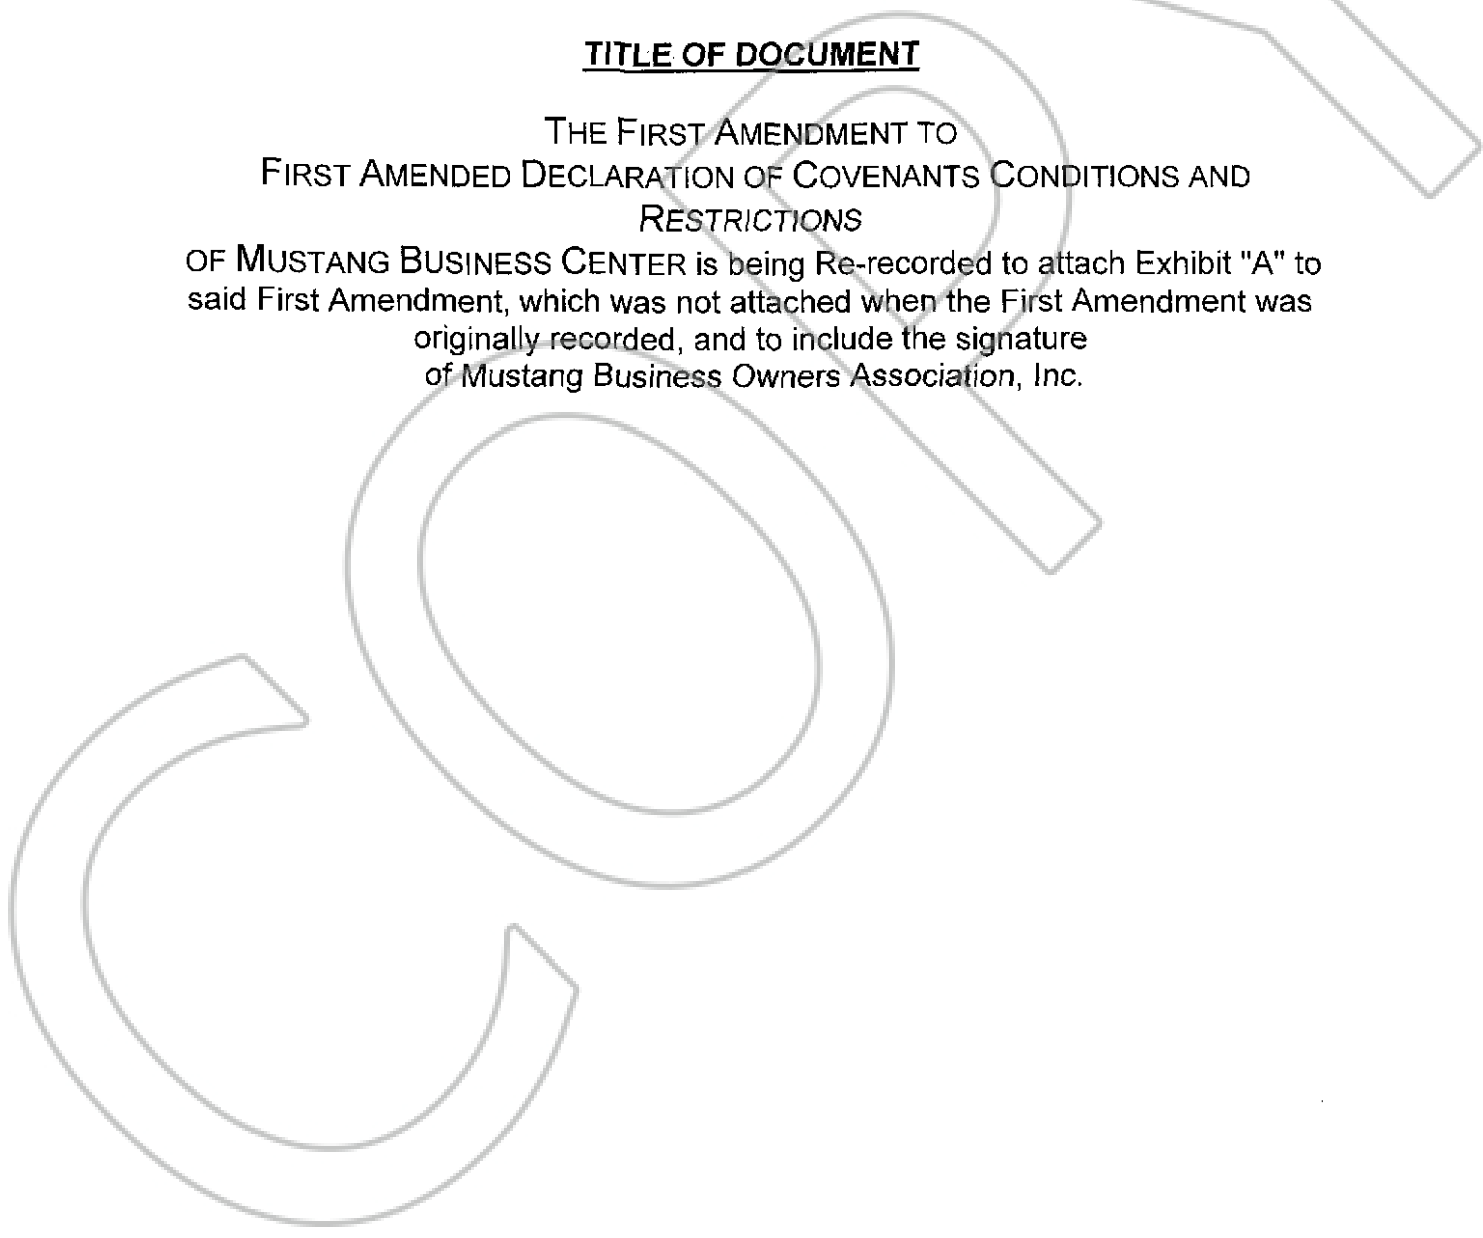 TITLE OF DOCUMENT
THE FIRST AMENDMENT TO
FIRST AMENDED DECLARATION OF COVENANTS CONDITIONS AND
RESTRICTIONS
OF MUSTANG BUSINESS CENTER is being Re-recorded to attach Exhibit "A" to
said First Amendment, which was not attached when the First Amendment was
originally recorded, and to include the signature
of Mustang Business Owners Association, Inc.
COPY